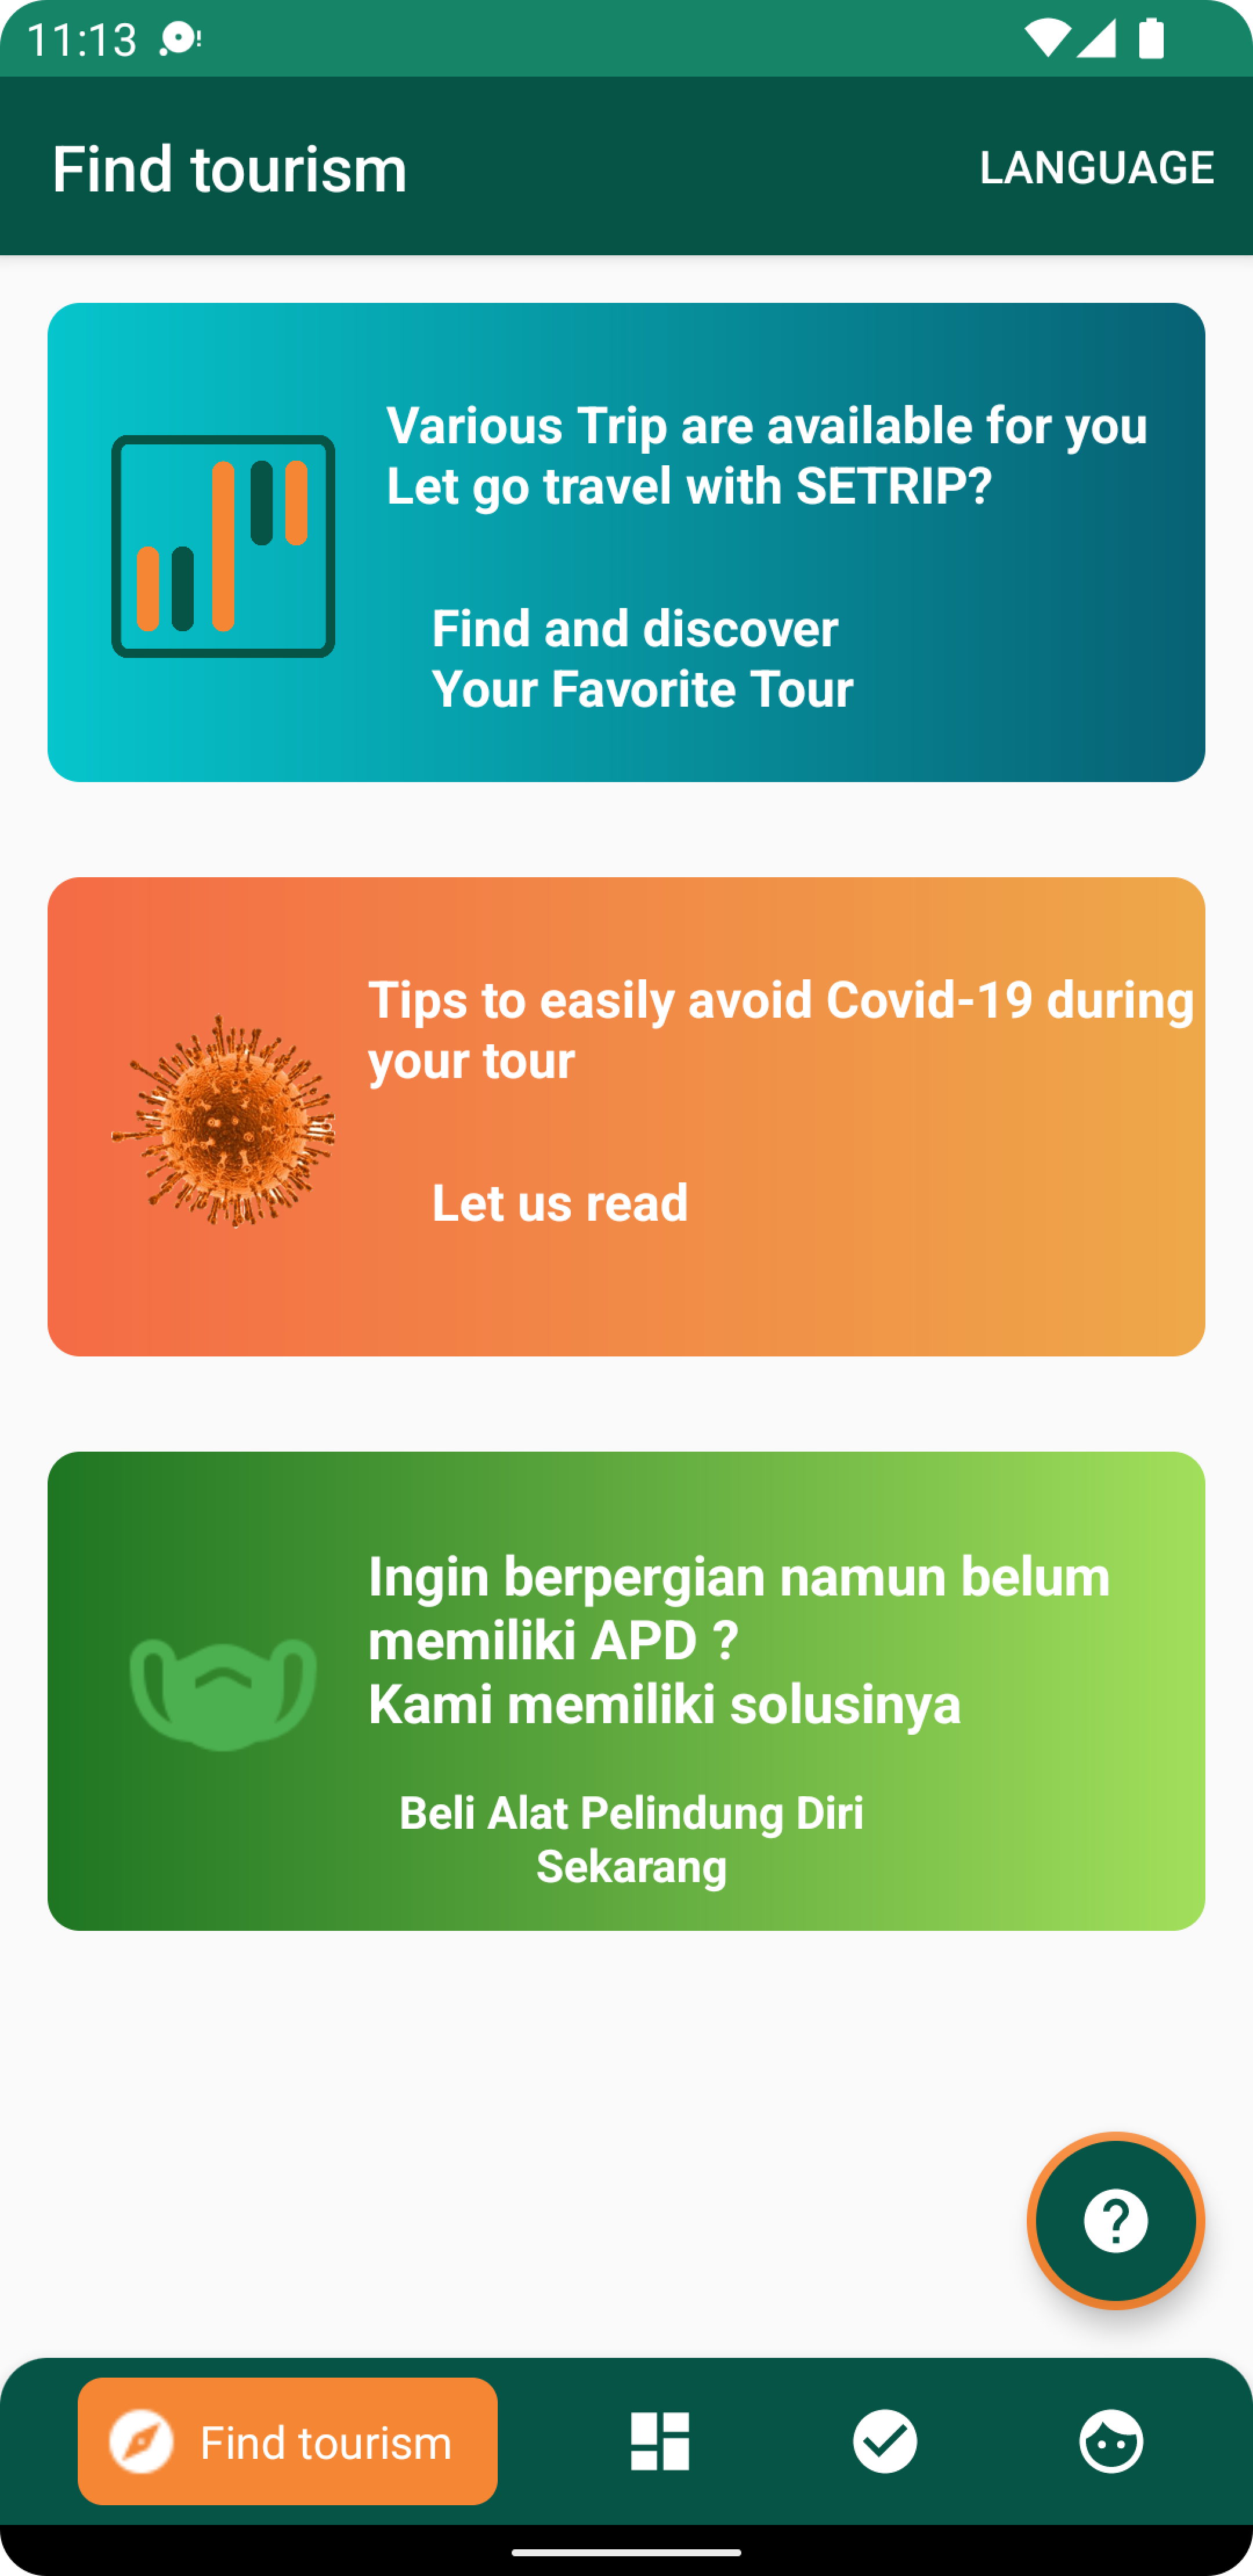 11:13
Find tourism
LANGUAGE
Various Trip are available for you
Let go travel with SETRIP?
Find and discover
Your Favorite Tour
Tips to easily avoid Covid-19 during
your tour
Let us read
Ingin berpergian namun belum
memiliki APD ?
Kami memiliki solusinya
Beli Alat Pelindung Diri
Sekarang
Find tourism